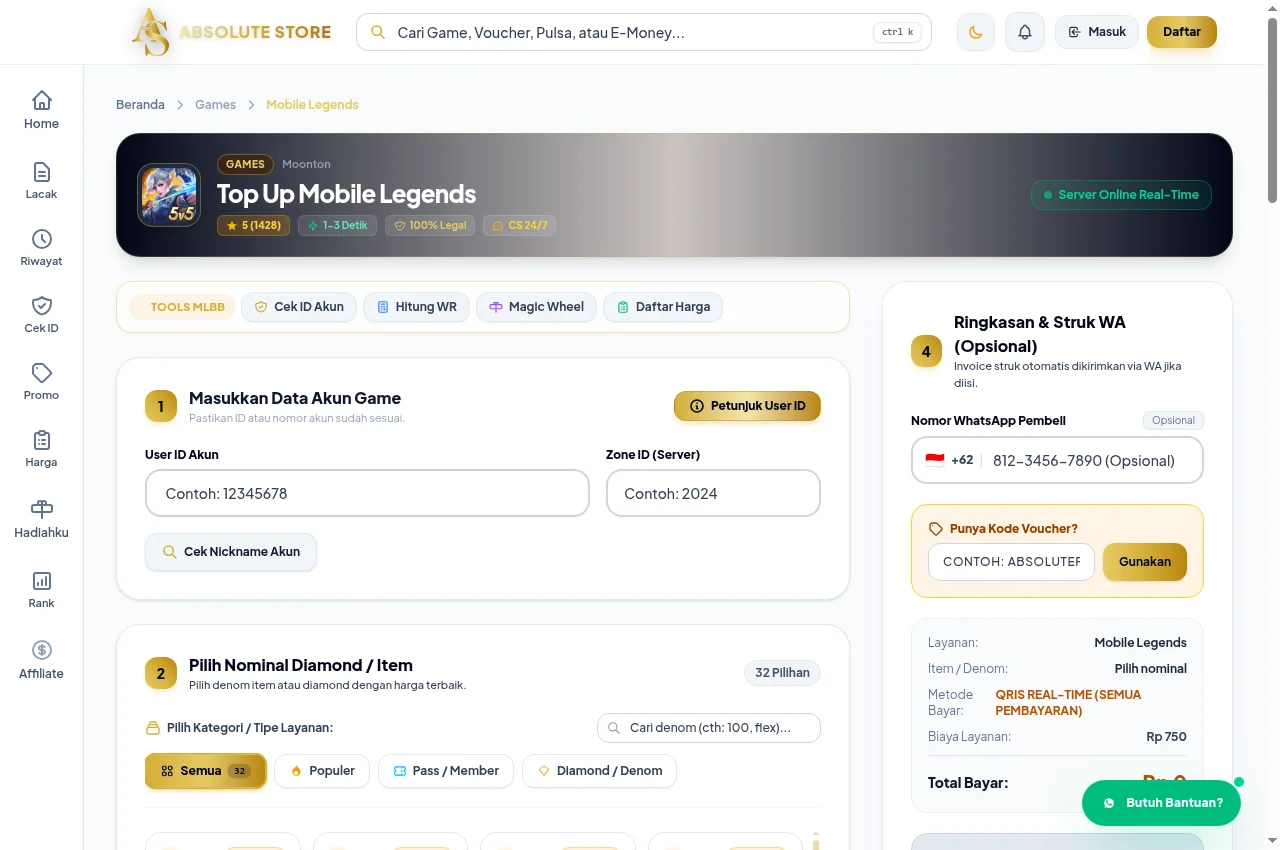 ABSOLUTE STORE
Cari Game, Voucher, Pulsa, atau E-Money...
ctrl k
Masuk
Daftar
Home
Lacak
Riwayat
Cek ID
Promo
Harga
Hadiahku
Rank
Affiliate
Beranda > Games > Mobile Legends
5v5
GAMES
Moonton
Top Up Mobile Legends
5 (1428)
1-3 Detik
100% Legal
CS 24/7
Server Online Real-Time
TOOLS MLBB
Cek ID Akun
Hitung WR
Magic Wheel
Daftar Harga
1
Masukkan Data Akun Game
Pastikan ID atau nomor akun sudah sesuai.
Petunjuk User ID
User ID Akun
Contoh: 12345678
Zone ID (Server)
Contoh: 2024
Cek Nickname Akun
2
Pilih Nominal Diamond / Item
Pilih denom item atau diamond dengan harga terbaik.
32 Pilihan
Pilih Kategori / Tipe Layanan:
Cari denom (cth: 100, flex)...
Semua 32
Populer
Pass / Member
Diamond / Denom
4
Ringkasan & Struk WA
(Opsional)
Invoice struk otomatis dikirimkan via WA jika
diisi.
Nomor WhatsApp Pembeli
Opsional
+62
812-3456-7890 (Opsional)
Punya Kode Voucher?
CONTOH: ABSOLUTEF
Gunakan
Layanan: Mobile Legends
Item / Denom: Pilih nominal
Metode Bayar: QRIS REAL-TIME (SEMUA PEMBAYARAN)
Biaya Layanan: Rp 750
Total Bayar:
Butuh Bantuan?